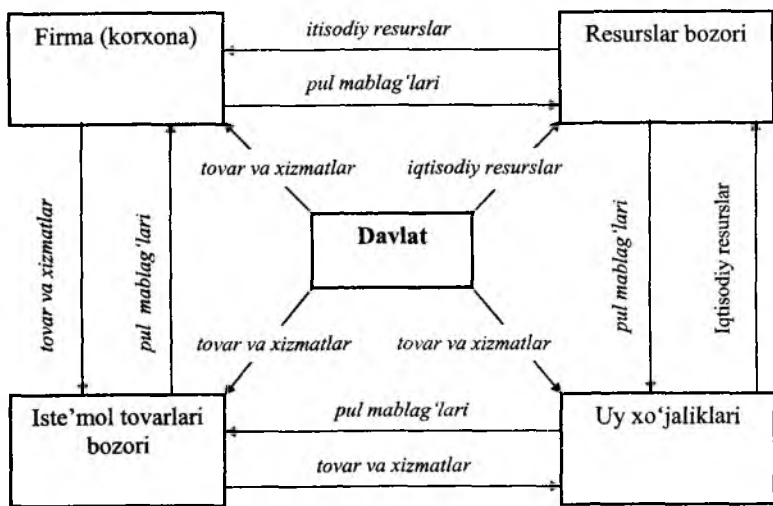 Firma (korxona)
itisodiy resurslar
Resurslar bozori
pul mablag‘lari
tovar va xizmatlar
iqtisodiy resurslar
Davlat
tovar va xizmatlar
pul mablag‘lari
pul mablag‘lari
Iqtisodiy resurslar
tovar va xizmatlar
tovar va xizmatlar
Iste’mol tovarlari
bozori
pul mablag‘lari
Uy xo‘jaliklari
tovar va xizmatlar